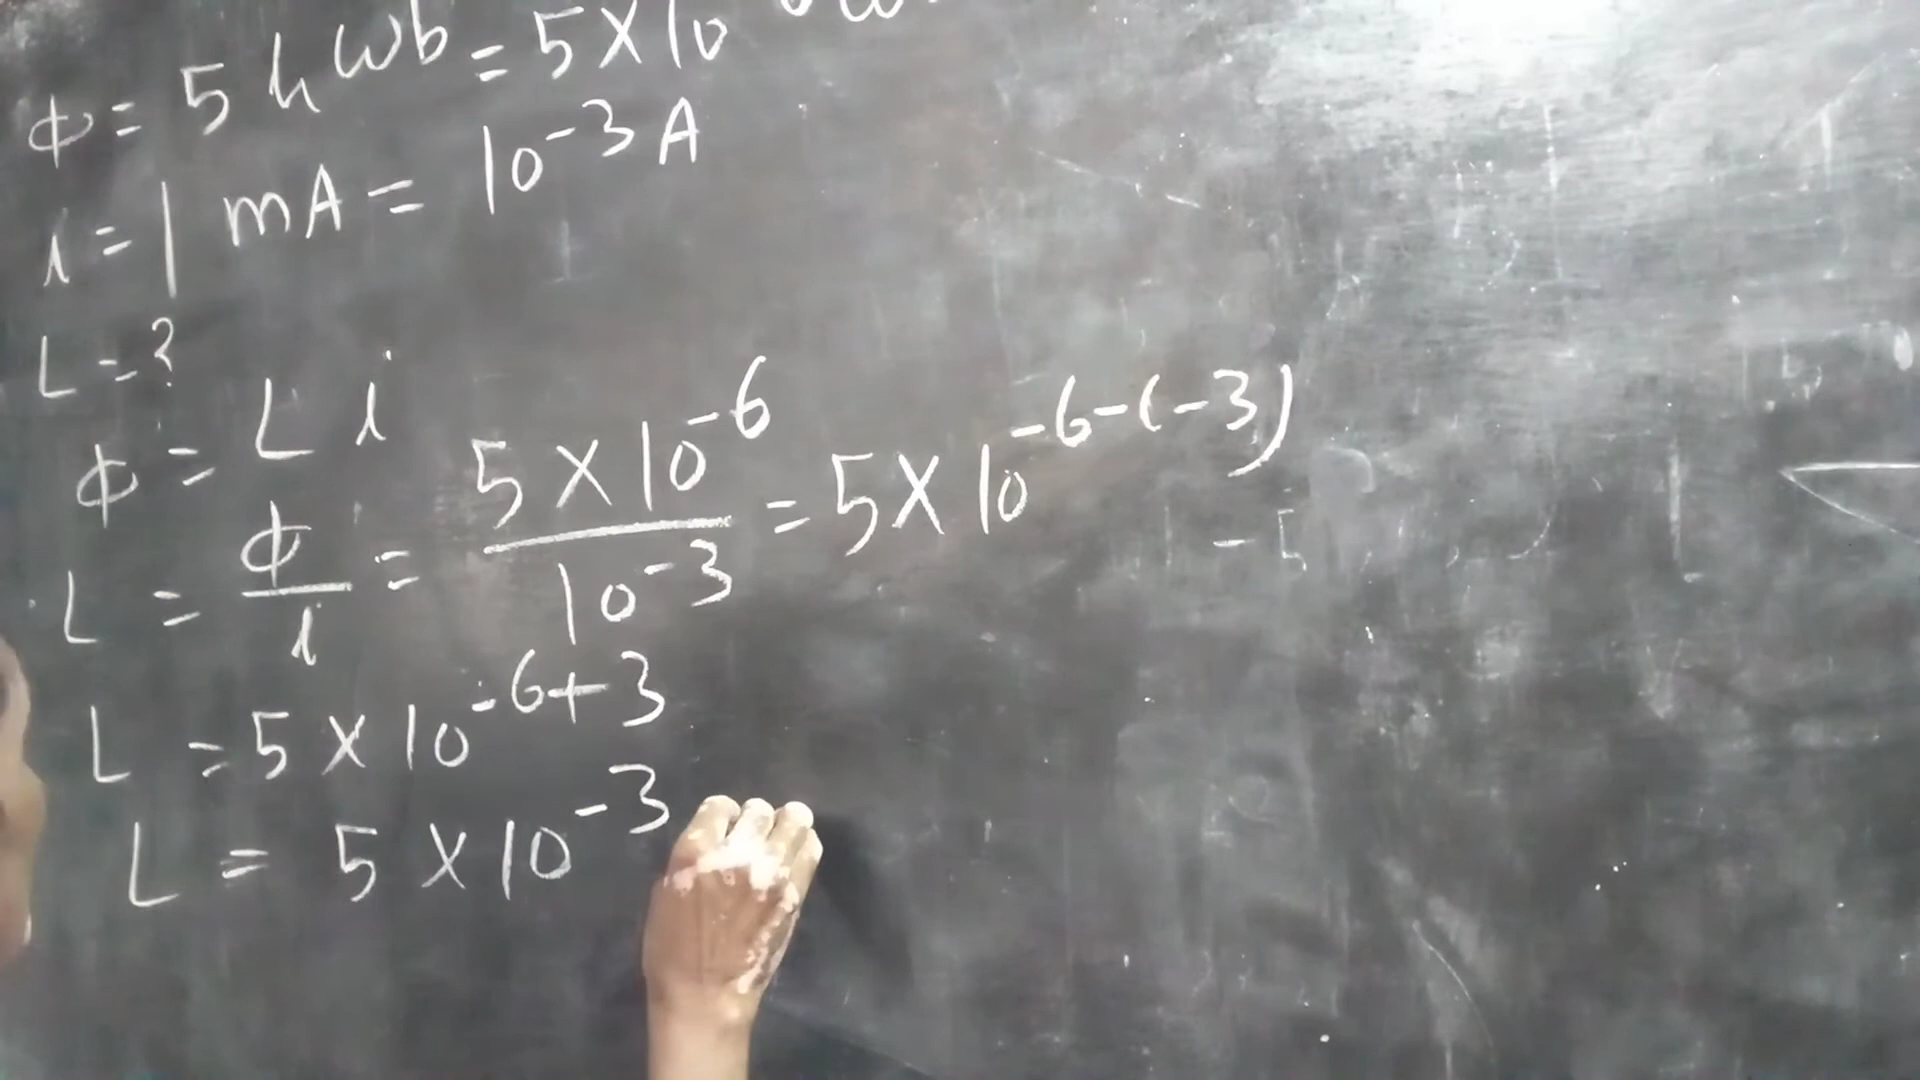 ϕ = 5 μ wb = 5 × 10
i = 1 mA = 10⁻³ A
L = ?
ϕ = L i
L = ϕ/i = 5 × 10⁻⁶/10⁻³ = 5 × 10⁻⁶⁻⁽⁻³⁾
L = 5 × 10⁻⁶⁺³
L = 5 × 10⁻³